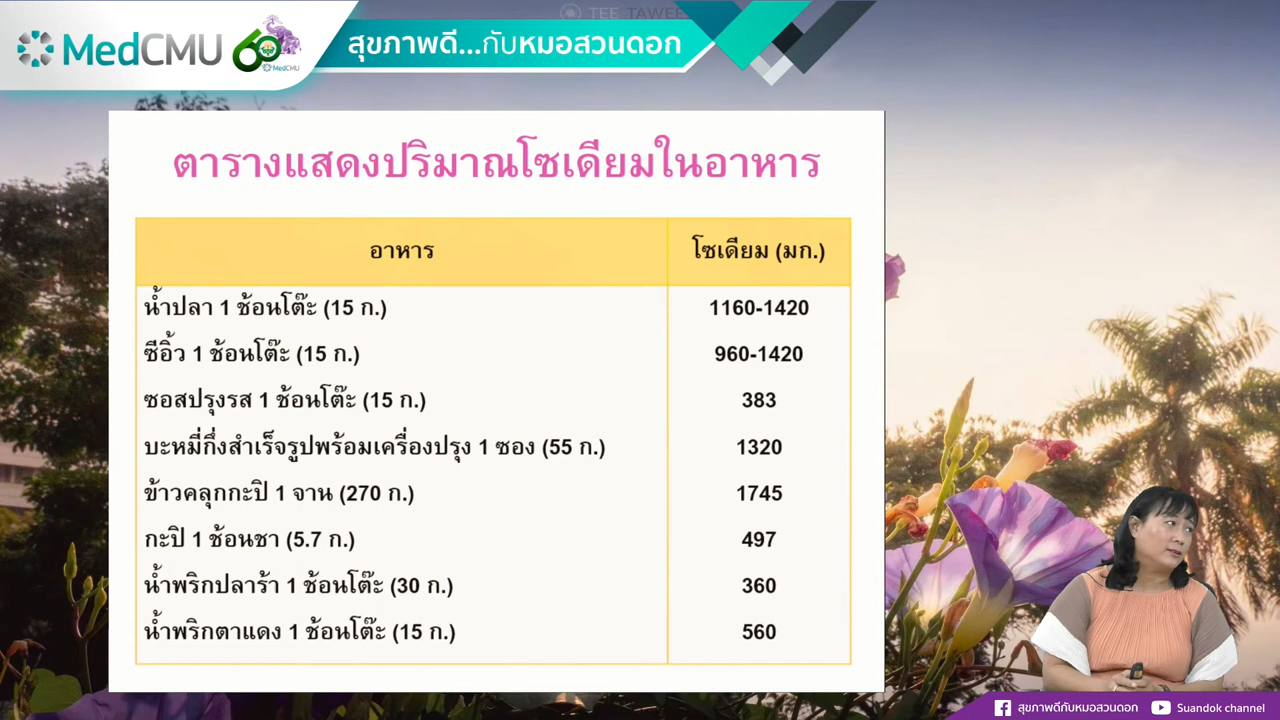 TEE TAWEE
MedCMU
60
MedCMU
สุขภาพดี...กับหมอสวนดอก
ตารางแสดงปริมาณโซเดียมในอาหาร
อาหาร โซเดียม (มก.)
น้ำปลา 1 ช้อนโต๊ะ (15 ก.) 1160-1420
ซีอิ้ว 1 ช้อนโต๊ะ (15 ก.) 960-1420
ซอสปรุงรส 1 ช้อนโต๊ะ (15 ก.) 383
บะหมี่กึ่งสำเร็จรูปพร้อมเครื่องปรุง 1 ซอง (55 ก.) 1320
ข้าวคลุกกะปิ 1 จาน (270 ก.) 1745
กะปิ 1 ช้อนชา (5.7 ก.) 497
น้ำพริกปลาร้า 1 ช้อนโต๊ะ (30 ก.) 360
น้ำพริกตาแดง 1 ช้อนโต๊ะ (15 ก.) 560
สุขภาพดีกับหมอสวนดอก Suandok channel